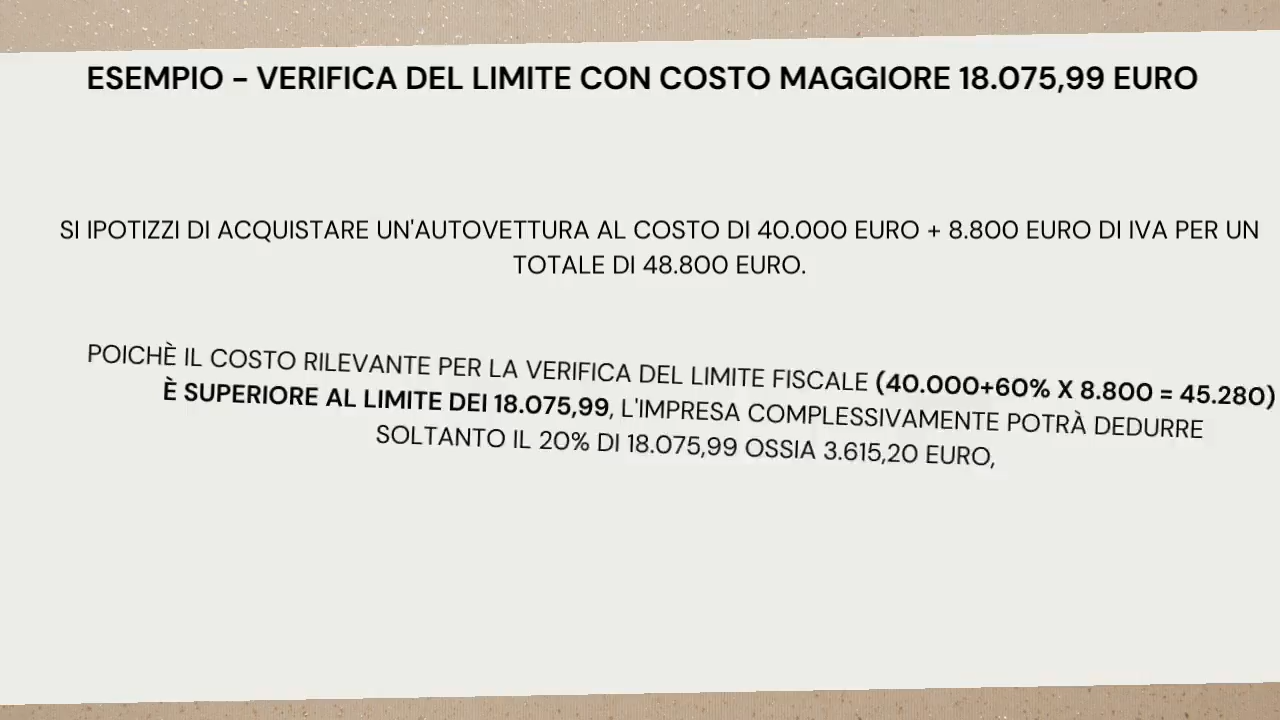 ESEMPIO - VERIFICA DEL LIMITE CON COSTO MAGGIORE 18.075,99 EURO
SI IPOTIZZI DI ACQUISTARE UN'AUTOVETTURA AL COSTO DI 40.000 EURO + 8.800 EURO DI IVA PER UN
TOTALE DI 48.800 EURO.
POICHÈ IL COSTO RILEVANTE PER LA VERIFICA DEL LIMITE FISCALE (40.000+60% X 8.800 = 45.280)
È SUPERIORE AL LIMITE DEI 18.075,99, L'IMPRESA COMPLESSIVAMENTE POTRÀ DEDURRE
SOLTANTO IL 20% DI 18.075,99 OSSIA 3.615,20 EURO,